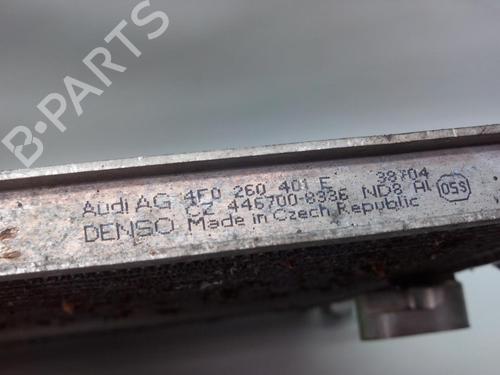 B-PARTS
Audi AG 4F0 260 401 E 38704
CZ 446700-8336 ND8 Al 05S
DENSO Made in Czech Republic